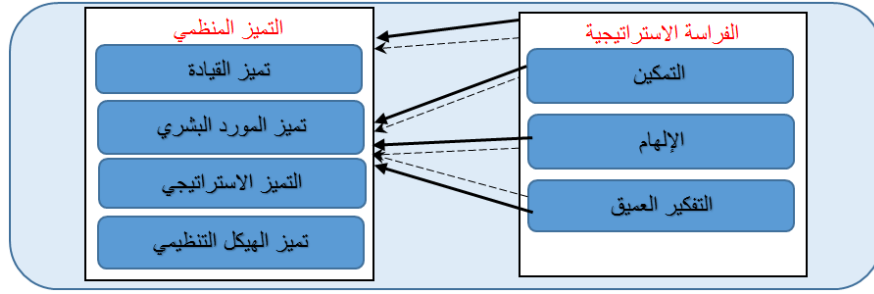 الفراسة الاستراتيجية
التمكين
الإلهام
التفكير العميق
التميز المنظمي
تميز القيادة
تميز المورد البشري
التميز الاستراتيجي
تميز الهيكل التنظيمي